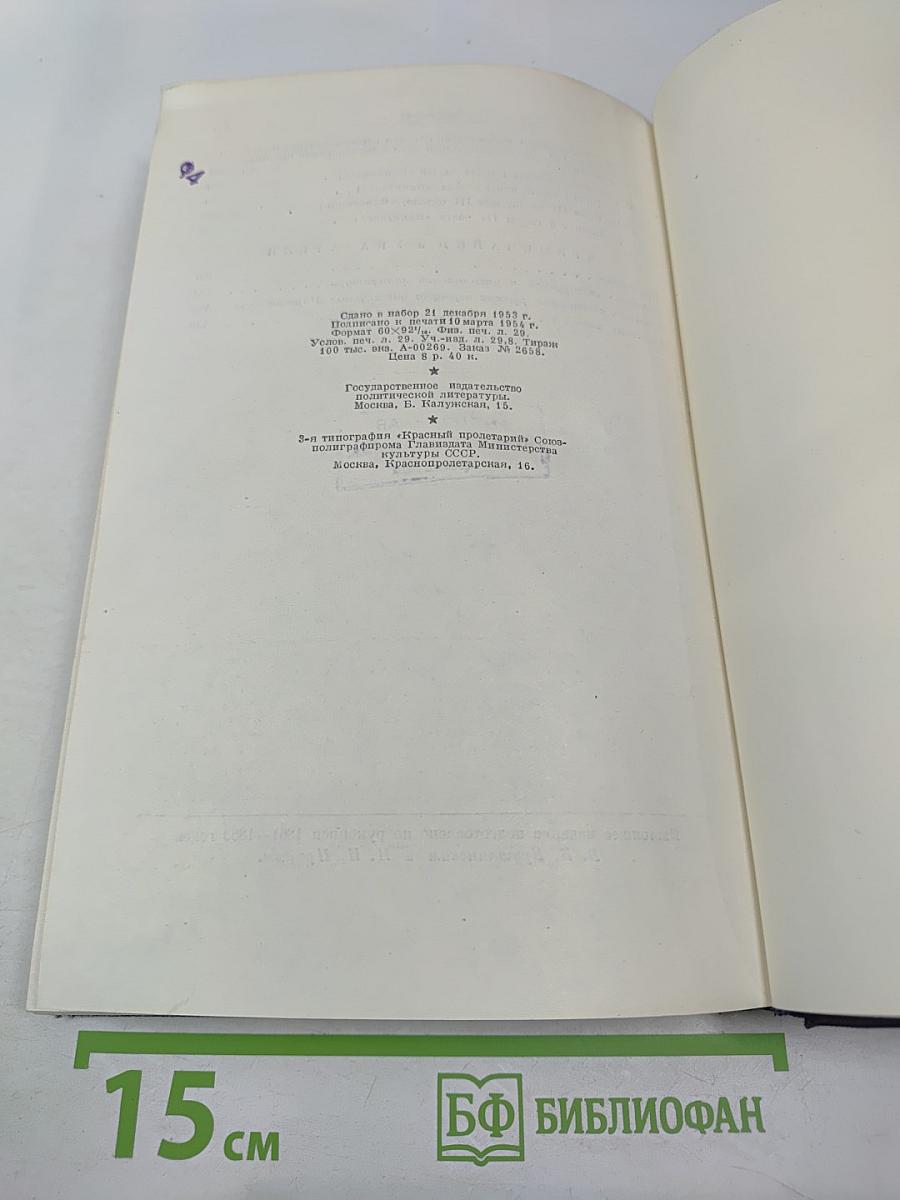 94
Сдано в набор 21 декабря 1953 г.
Подписано к печати 10 марта 1954 г.
Формат 60×92¹/₁₆. Физ. печ. л. 29.
Услов. печ. л. 29. Уч.-изд. л. 29,8. Тираж
100 тыс. экз. А-00269. Заказ № 2658.
Цена 8 р. 40 к.
★
Государственное издательство
политической литературы.
Москва, Б. Калужская, 15.
★
3-я типография «Красный пролетарий» Союз-
полиграфпрома Главиздата Министерства
культуры СССР.
Москва, Краснопролетарская, 16.
15 см
БФ БИБЛИОФАН